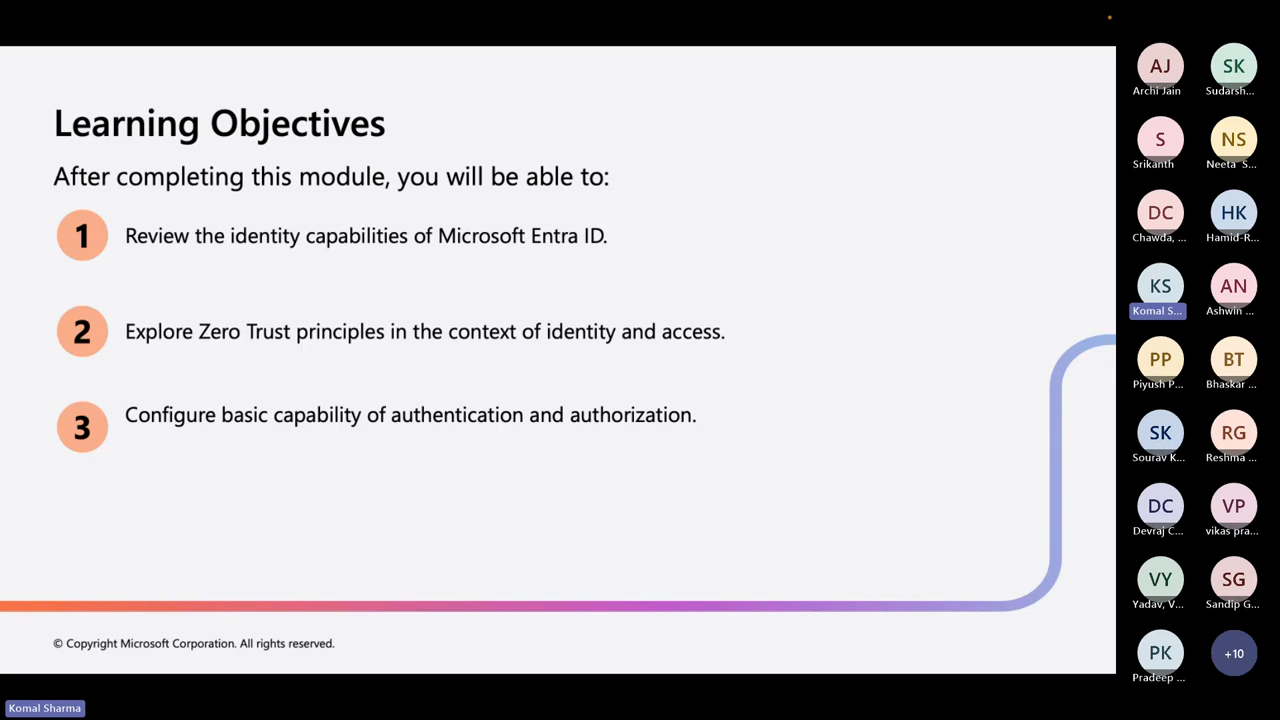 Learning Objectives
After completing this module, you will be able to:
1 Review the identity capabilities of Microsoft Entra ID.
2 Explore Zero Trust principles in the context of identity and access.
3 Configure basic capability of authentication and authorization.
© Copyright Microsoft Corporation. All rights reserved.
Komal Sharma
AJ SK
Archi Jain Sudarsh...
S NS
Srikanth Neeta S...
DC HK
Chawda, ... Hamid-R...
KS AN
Komal S... Ashwin ...
PP BT
Piyush P... Bhaskar ...
SK RG
Sourav K... Reshma ...
DC VP
Devraj C... vikas pra...
VY SG
Yadav, V... Sandip G...
PK +10
Pradeep ...